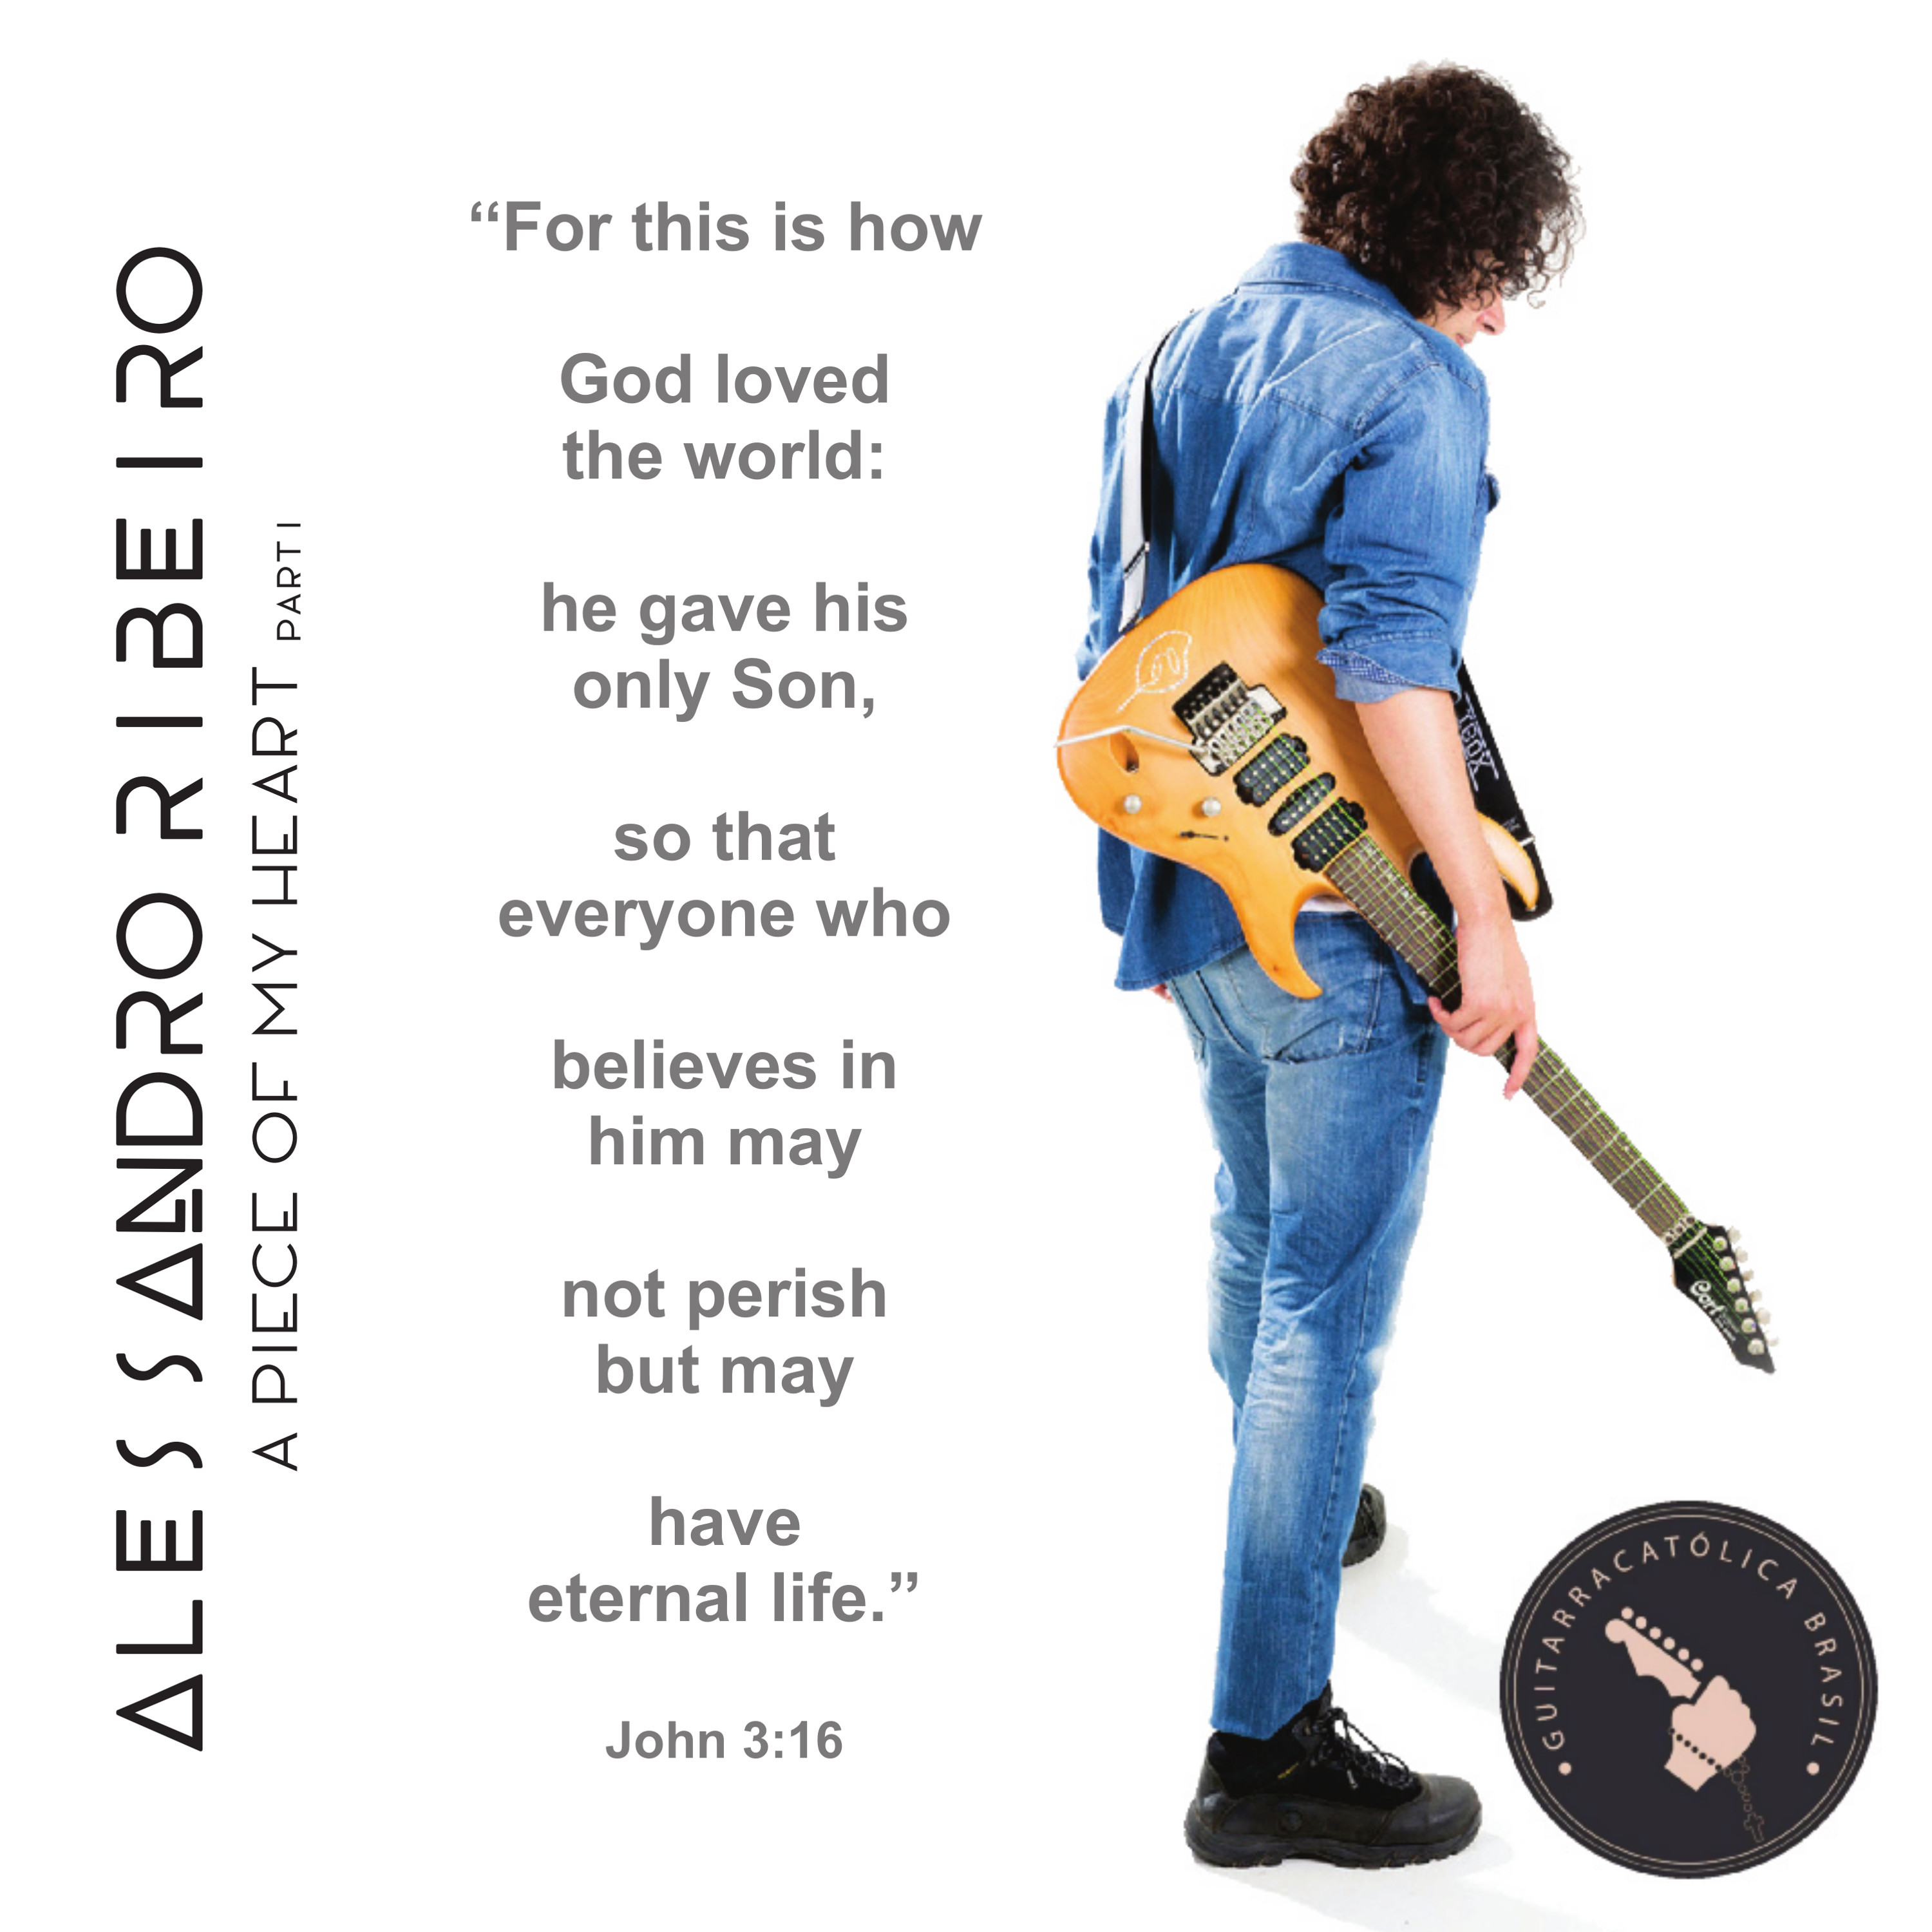 ALESSANDRO RIBEIRO
A PIECE OF MY HEART PART I
“For this is how
God loved
the world:
he gave his
only Son,
so that
everyone who
believes in
him may
not perish
but may
have
eternal life.”
John 3:16
Cort
GUITARRACATÓLICA BRASIL